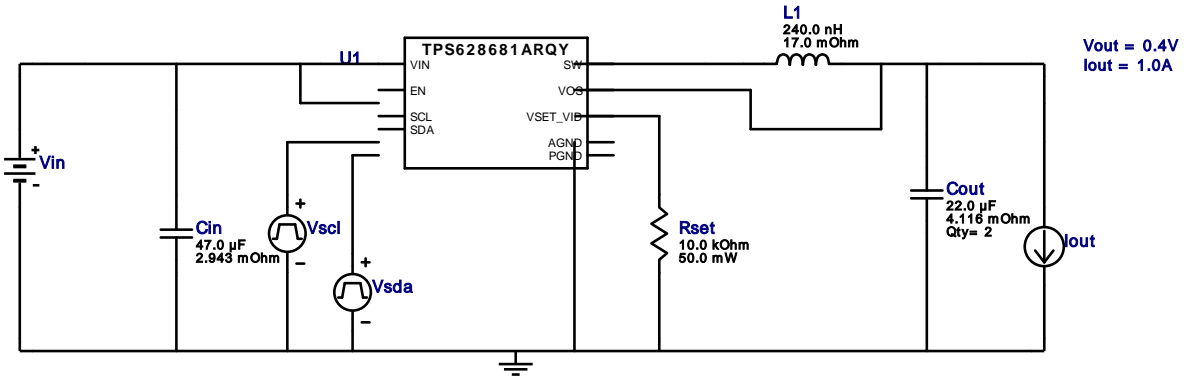 L1
240.0 nH
17.0 mOhm
Vout = 0.4V
Iout = 1.0A
U1
TPS628681ARQY
VIN
SW
EN
VOS
SCL
VSET_VID
SDA
AGND
PGND
+
Vin
-
Cin
47.0 µF
2.943 mOhm
+
Vscl
-
+
Vsda
-
Rset
10.0 kOhm
50.0 mW
Cout
22.0 µF
4.116 mOhm
Qty= 2
Iout